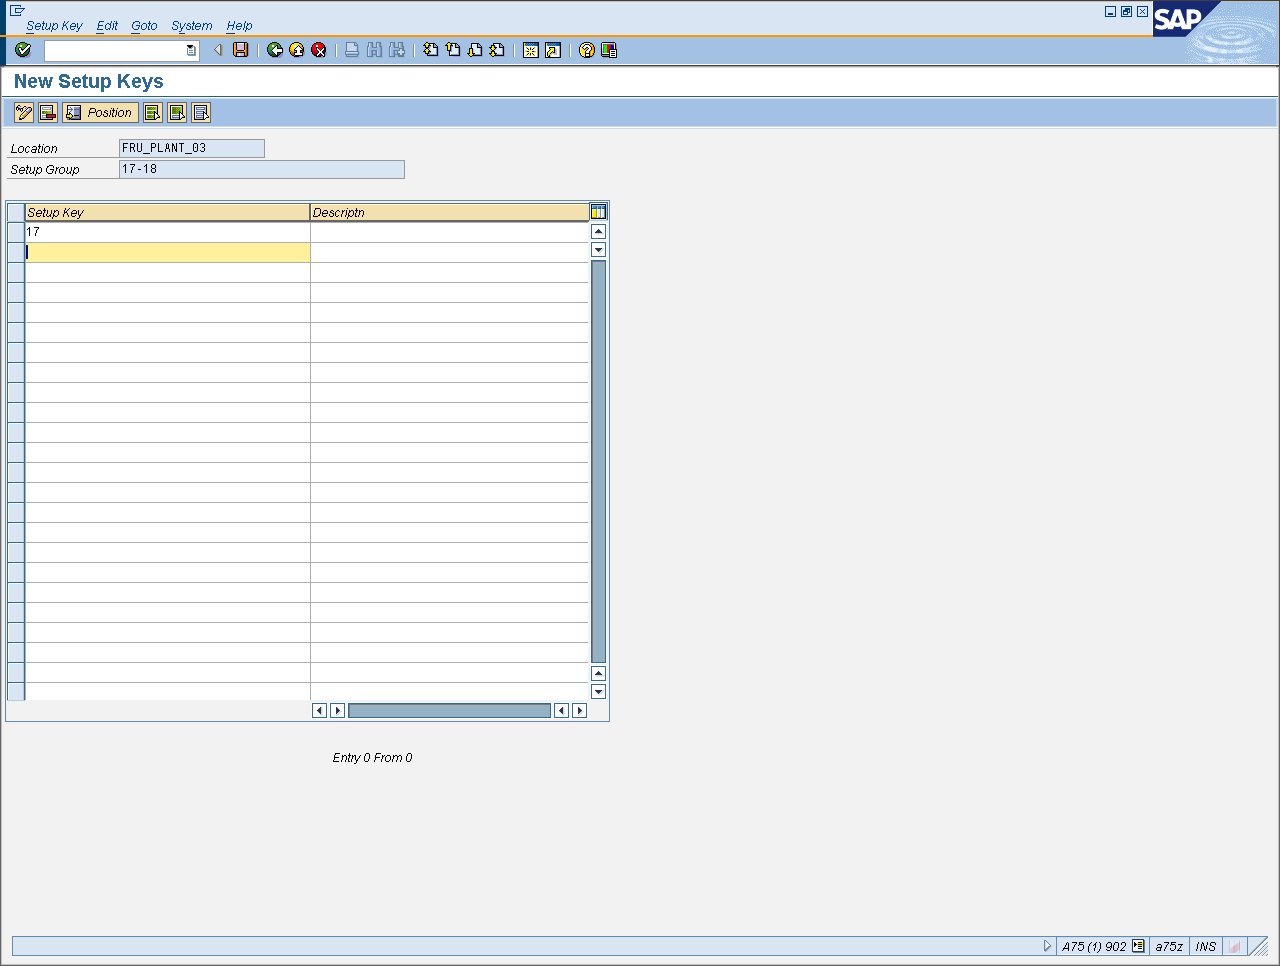 Setup Key Edit Goto System Help
SAP
New Setup Keys
Position
Location FRU_PLANT_03
Setup Group 17-18
Setup Key Descriptn
17
Entry 0 From 0
A75 (1) 902 a75z INS